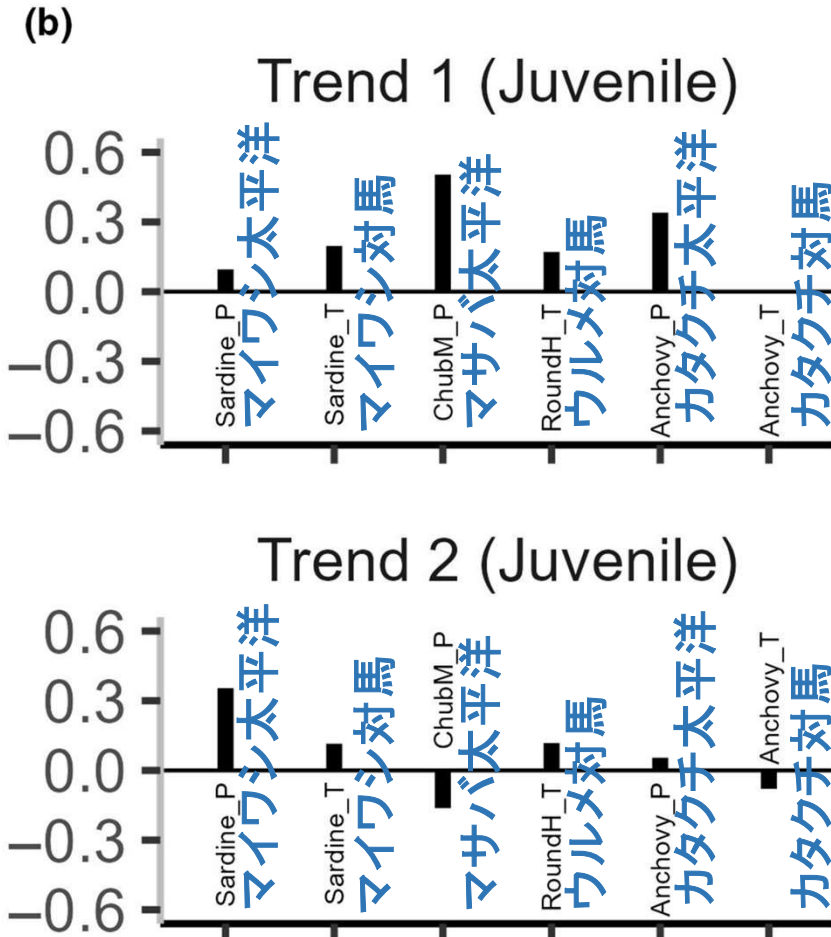 (b)
Trend 1 (Juvenile)
0.6
0.3
0.0
–0.3
–0.6
Sardine_P
マイワシ太平洋
Sardine_T
マイワシ対馬
ChubM_P
マサバ太平洋
RoundH_T
ウルメ対馬
Anchovy_P
カタクチ太平洋
Anchovy_T
カタクチ対馬
Trend 2 (Juvenile)
0.6
0.3
0.0
–0.3
–0.6
Sardine_P
マイワシ太平洋
Sardine_T
マイワシ対馬
ChubM_P
マサバ太平洋
RoundH_T
ウルメ対馬
Anchovy_P
カタクチ太平洋
Anchovy_T
カタクチ対馬